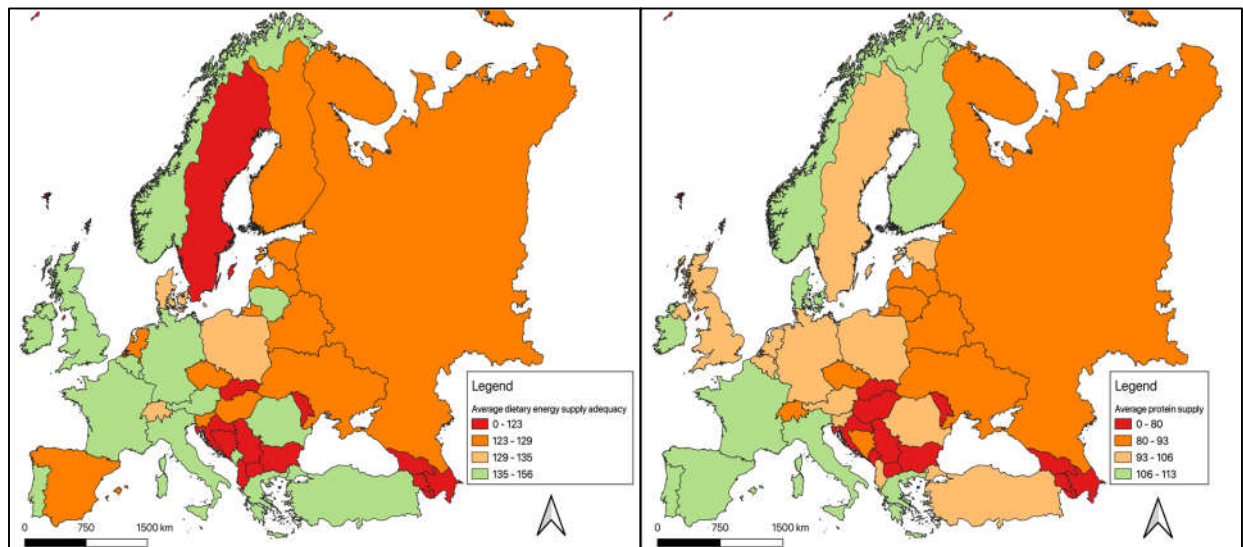 Legend
Average dietary energy supply adequacy
0 - 123
123 - 129
129 - 135
135 - 156
0 750 1500 km
Legend
Average protein supply
0 - 80
80 - 93
93 - 106
106 - 113
0 750 1500 km